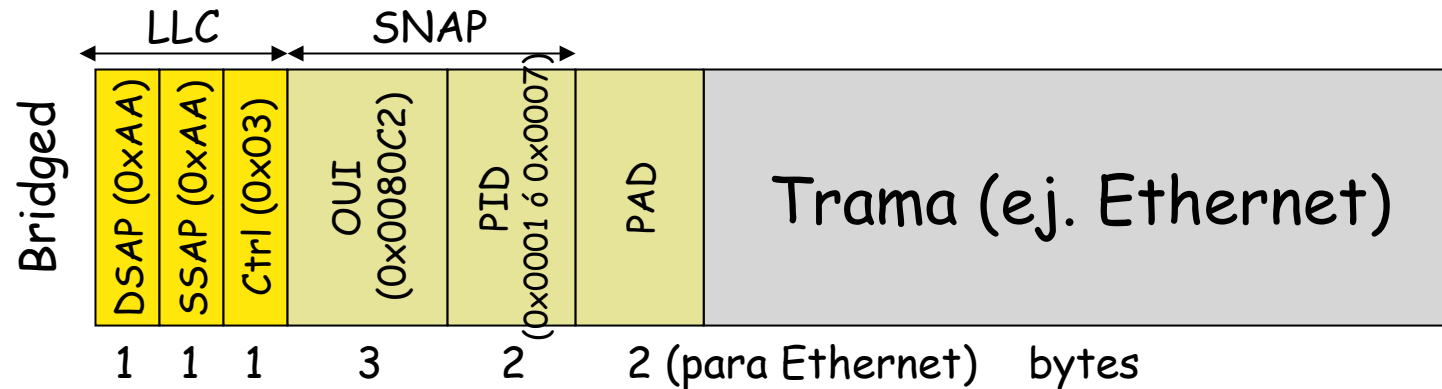 LLC
SNAP
Bridged
DSAP (0xAA)
SSAP (0xAA)
Ctrl (0x03)
OUI
(0x0080C2)
PID
(0x0001 ó 0x0007)
PAD
Trama (ej. Ethernet)
1 1 1 3 2 2 (para Ethernet) bytes